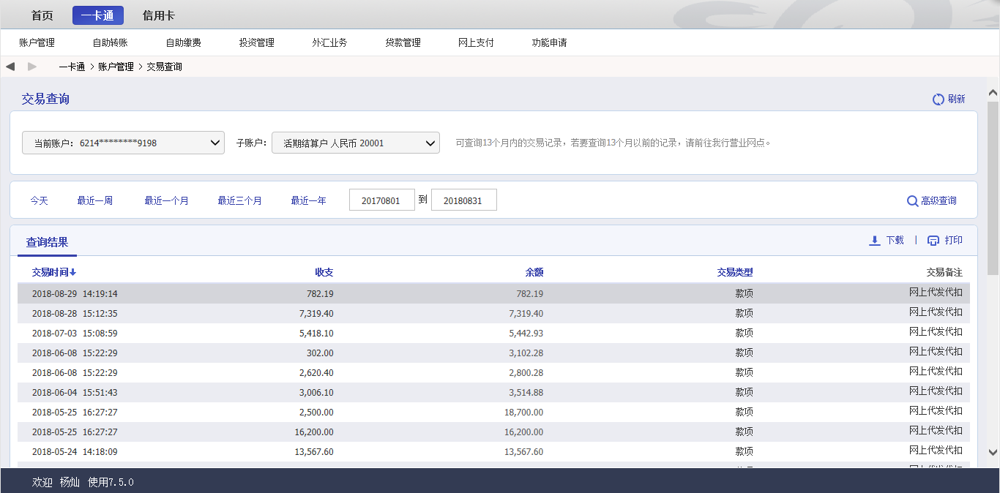 首页 一卡通 信用卡
账户管理 自助转账 自助缴费 投资管理 外汇业务 贷款管理 网上支付 功能申请
一卡通 > 账户管理 > 交易查询
交易查询 刷新
当前账户： 6214********9198 子账户： 活期结算户 人民币 20001 可查询13个月内的交易记录，若要查询13个月以前的记录，请前往我行营业网点。
今天 最近一周 最近一个月 最近三个月 最近一年 20170801 到 20180831 高级查询
查询结果 下载 | 打印
交易时间 收支 余额 交易类型 交易备注
2018-08-29 14:19:14 782.19 782.19 款项 网上代发代扣
2018-08-28 15:12:35 7,319.40 7,319.40 款项 网上代发代扣
2018-07-03 15:08:59 5,418.10 5,442.93 款项 网上代发代扣
2018-06-08 15:22:29 302.00 3,102.28 款项 网上代发代扣
2018-06-08 15:22:29 2,620.40 2,800.28 款项 网上代发代扣
2018-06-04 15:51:43 3,006.10 3,514.88 款项 网上代发代扣
2018-05-25 16:27:27 2,500.00 18,700.00 款项 网上代发代扣
2018-05-25 16:27:27 16,200.00 16,200.00 款项 网上代发代扣
2018-05-24 14:18:09 13,567.60 13,567.60 款项 网上代发代扣
欢迎 杨灿 使用7.5.0